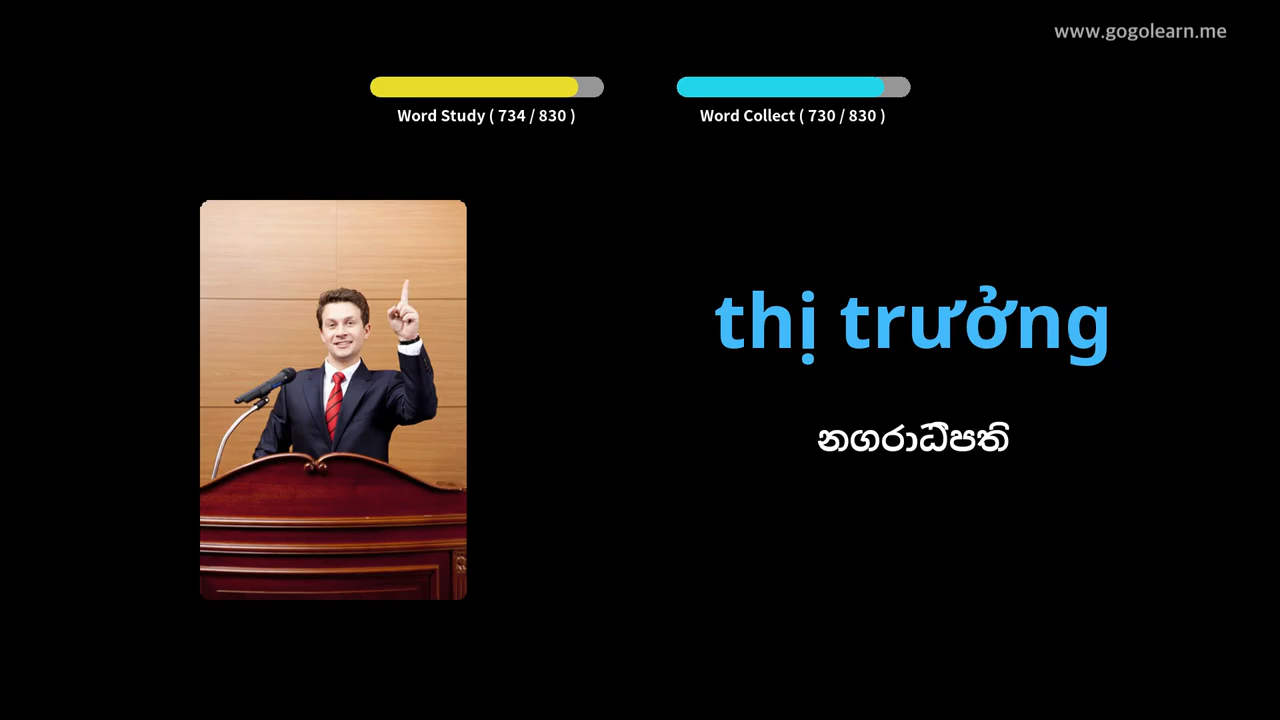 www.gogolearn.me
Word Study ( 734 / 830 )
Word Collect ( 730 / 830 )
thị trưởng
නගරාධිපති